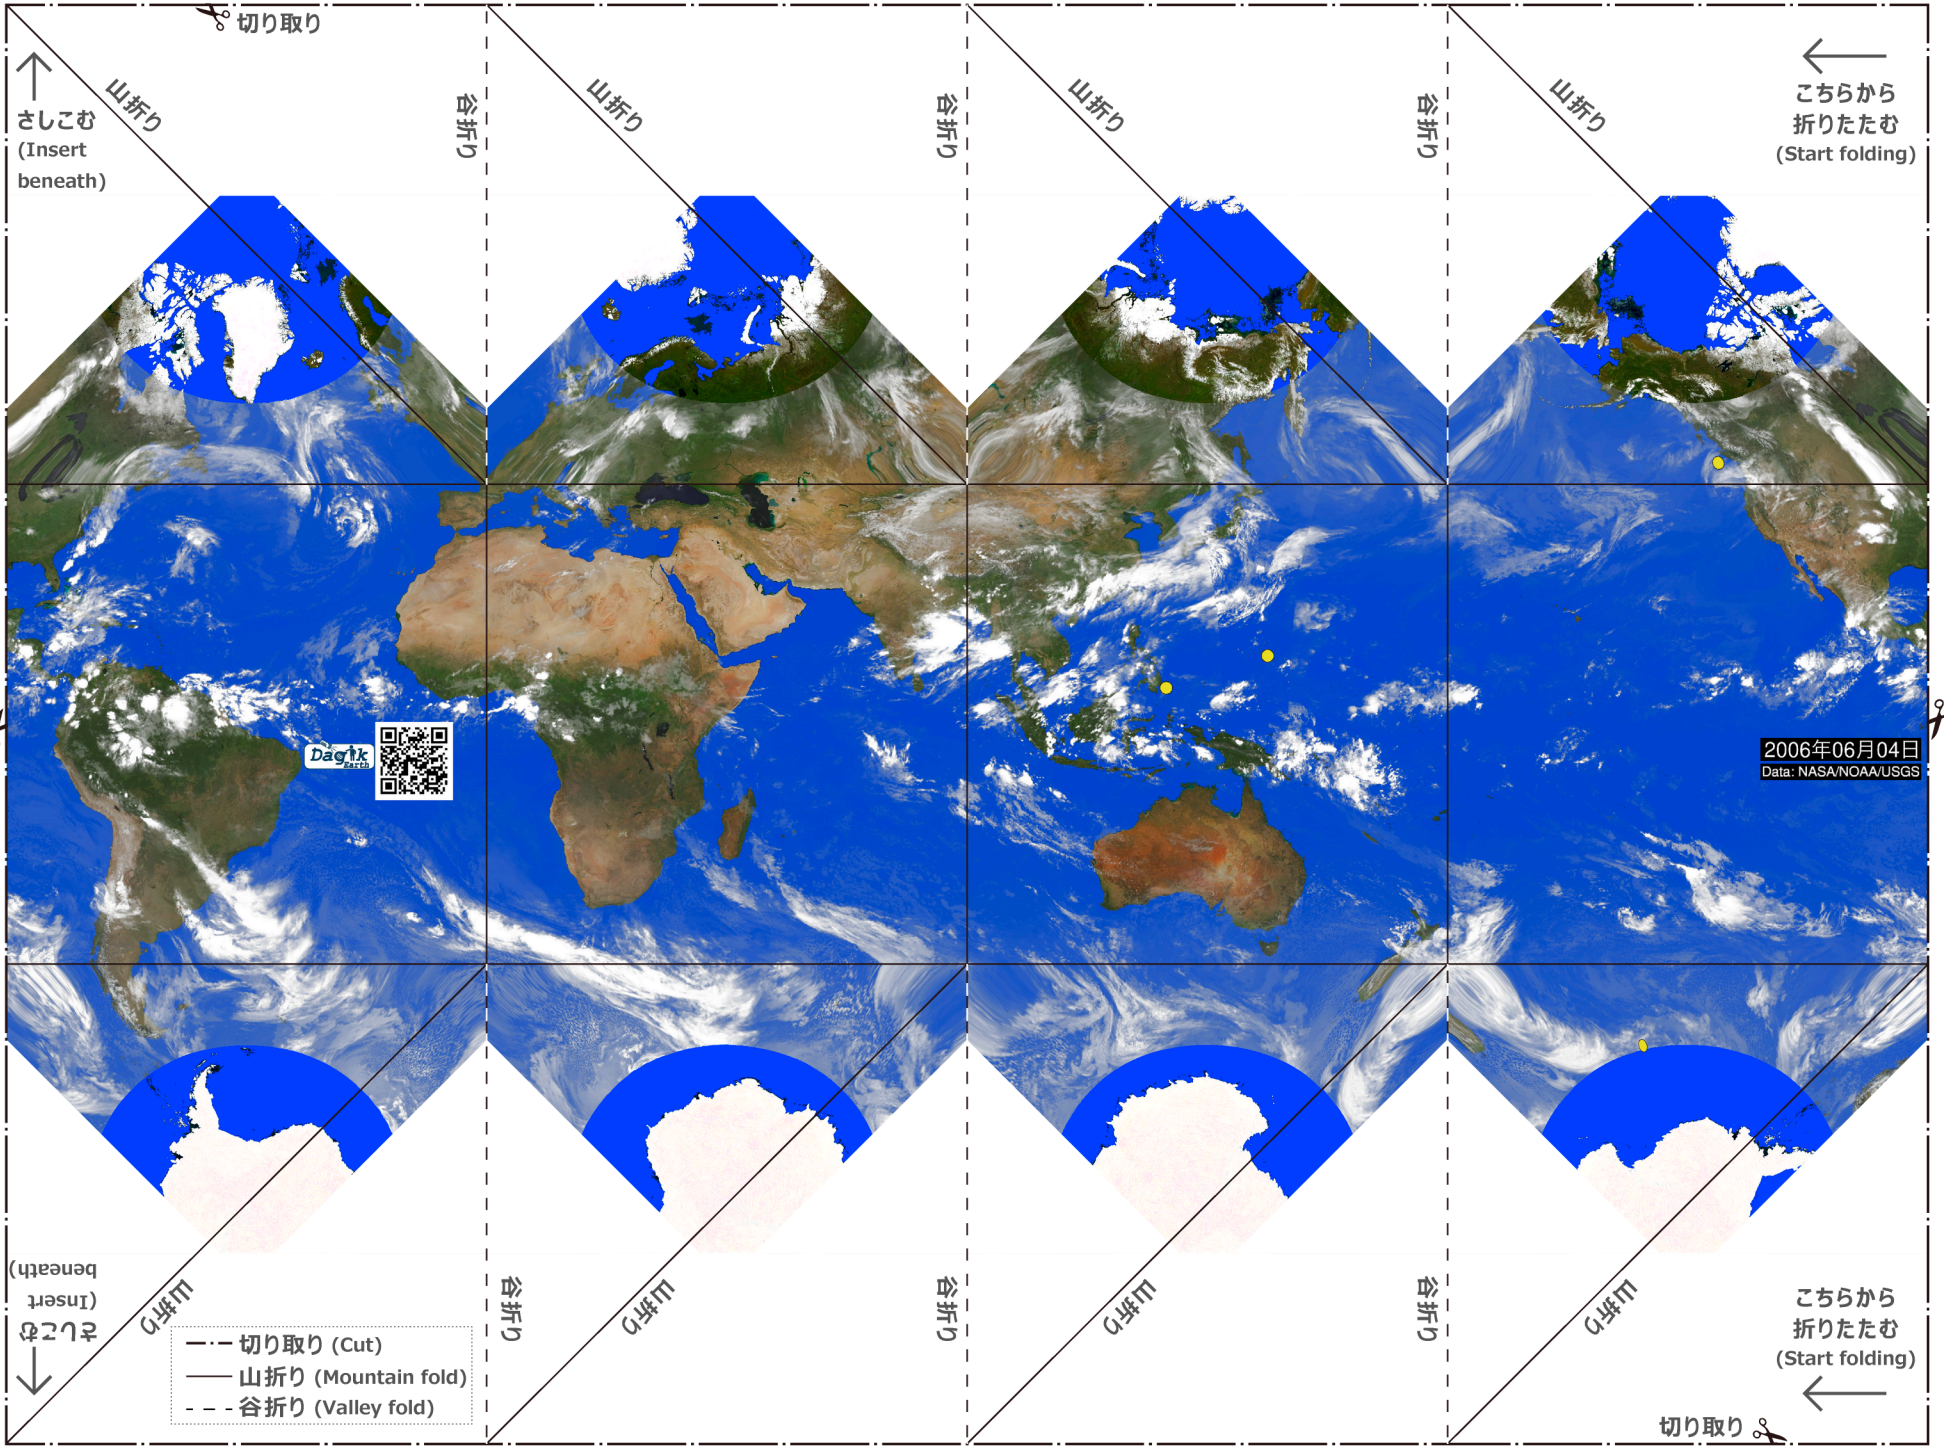 切り取り
山折り
谷折り
山折り
谷折り
山折り
谷折り
山折り
こちらから
折りたたむ
(Start folding)
さしこむ
(Insert
beneath)
Dagik
Earth
2006年06月04日
Data: NASA/NOAA/USGS
さしこむ
(Insert
beneath)
山折り
谷折り
山折り
谷折り
山折り
谷折り
山折り
こちらから
折りたたむ
(Start folding)
切り取り (Cut)
山折り (Mountain fold)
谷折り (Valley fold)
切り取り